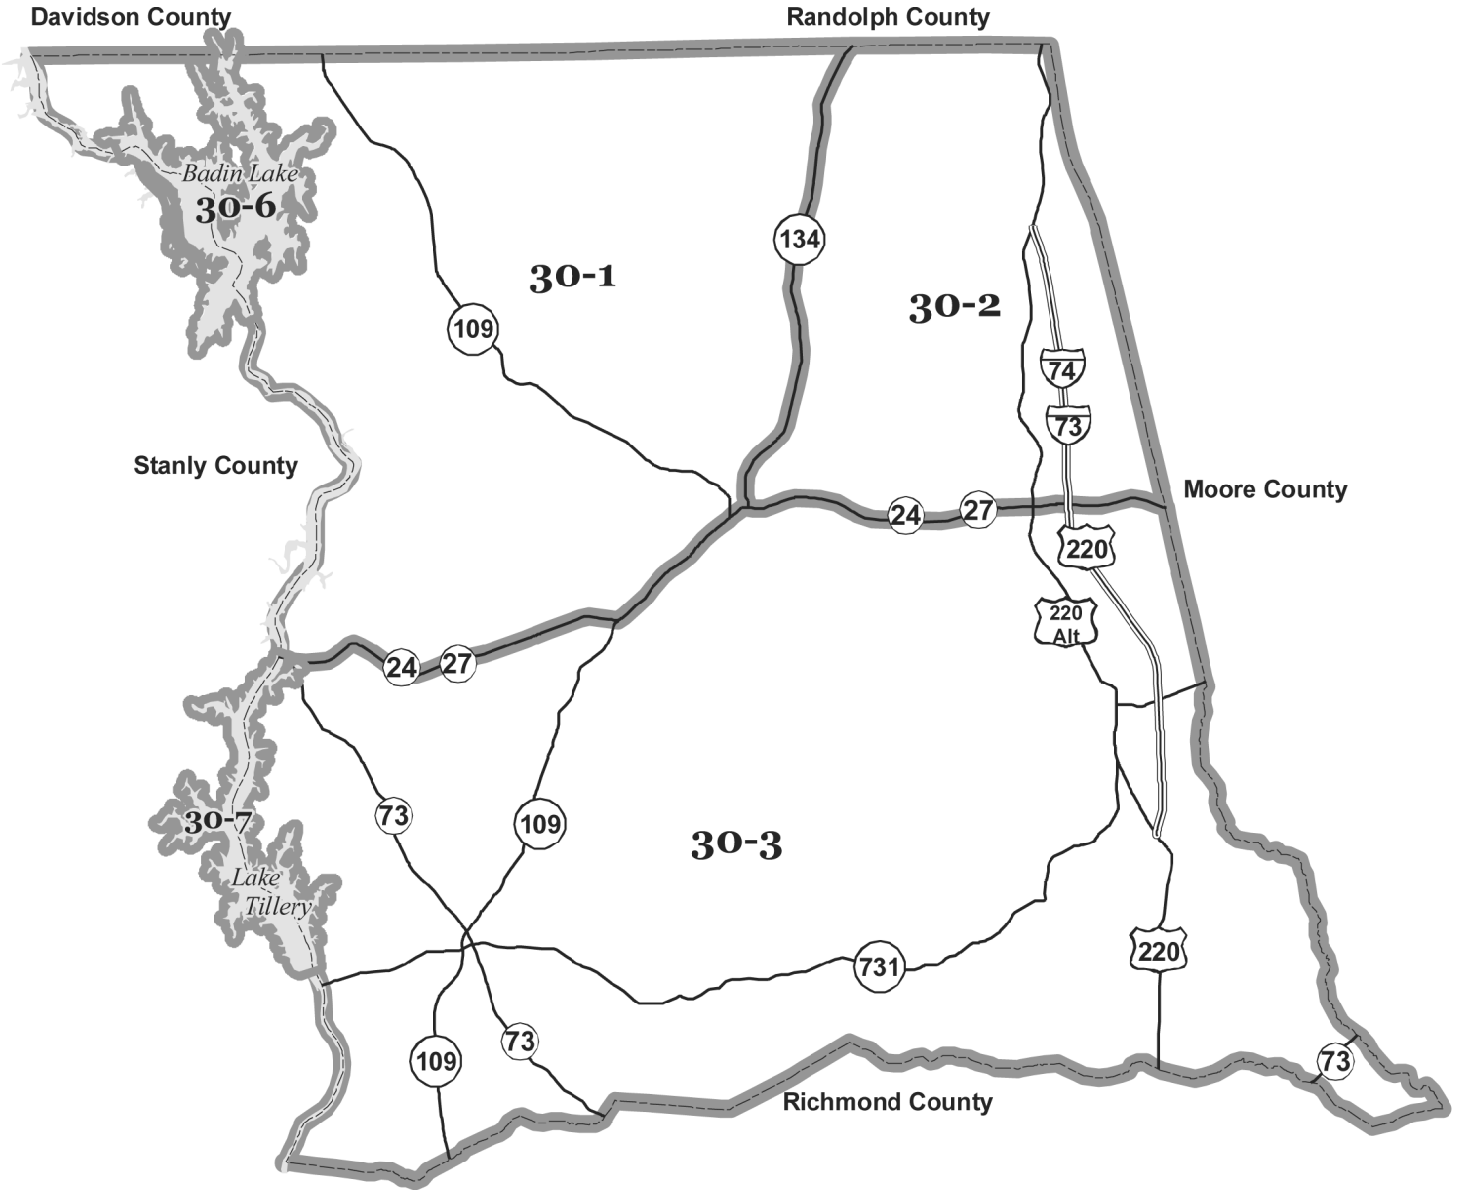 Davidson County
Randolph County
Badin Lake
30-6
134
30-1
30-2
109
74
73
Stanly County
Moore County
24
27
220
220
Alt
24
27
73
109
30-7
30-3
Lake
Tillery
731
220
73
109
73
Richmond County